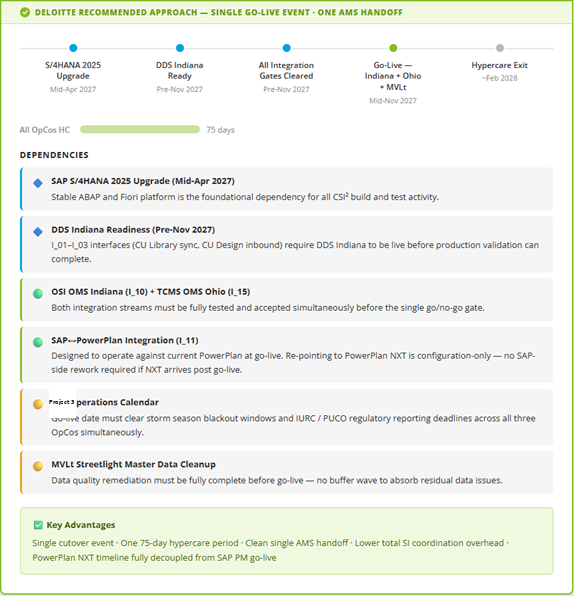 DELOITTE RECOMMENDED APPROACH — SINGLE GO-LIVE EVENT · ONE AMS HANDOFF
S/4HANA 2025
Upgrade
Mid-Apr 2027
DDS Indiana
Ready
Pre-Nov 2027
All Integration
Gates Cleared
Pre-Nov 2027
Go-Live —
Indiana + Ohio
+ MVLt
Mid-Nov 2027
Hypercare Exit
~Feb 2028
All OpCos HC
75 days
DEPENDENCIES
SAP S/4HANA 2025 Upgrade (Mid-Apr 2027)
Stable ABAP and Fiori platform is the foundational dependency for all CSI² build and test activity.
DDS Indiana Readiness (Pre-Nov 2027)
I_01–I_03 interfaces (CU Library sync, CU Design inbound) require DDS Indiana to be live before production validation can
complete.
OSI OMS Indiana (I_10) + TCMS OMS Ohio (I_15)
Both integration streams must be fully tested and accepted simultaneously before the single go/no-go gate.
SAP↔PowerPlan Integration (I_11)
Designed to operate against current PowerPlan at go-live. Re-pointing to PowerPlan NXT is configuration-only — no SAP-
side rework required if NXT arrives post go-live.
Project 3 perations Calendar
Go-live date must clear storm season blackout windows and IURC / PUCO regulatory reporting deadlines across all three
OpCos simultaneously.
MVLt Streetlight Master Data Cleanup
Data quality remediation must be fully complete before go-live — no buffer wave to absorb residual data issues.
Key Advantages
Single cutover event · One 75-day hypercare period · Clean single AMS handoff · Lower total SI coordination overhead ·
PowerPlan NXT timeline fully decoupled from SAP PM go-live